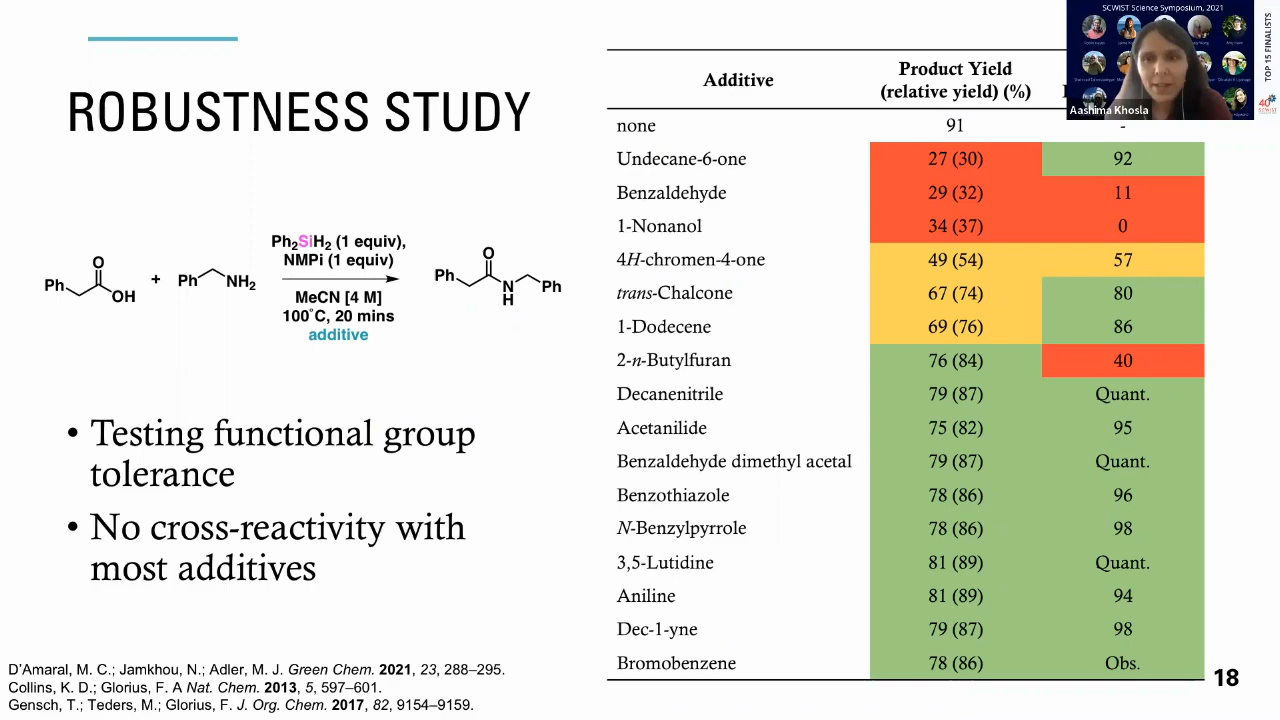 ROBUSTNESS STUDY
Ph₂SiH₂ (1 equiv),
NMPi (1 equiv)
Ph
O
OH
+
Ph
NH₂
MeCN [4 M]
100°C, 20 mins
additive
Ph
O
N
H
Ph
• Testing functional group
tolerance
• No cross-reactivity with
most additives
D'Amaral, M. C.; Jamkhou, N.; Adler, M. J. Green Chem. 2021, 23, 288–295.
Collins, K. D.; Glorius, F. A Nat. Chem. 2013, 5, 597–601.
Gensch, T.; Teders, M.; Glorius, F. J. Org. Chem. 2017, 82, 9154–9159.
Additive Product Yield
(relative yield) (%)
none 91 -
Undecane-6-one 27 (30) 92
Benzaldehyde 29 (32) 11
1-Nonanol 34 (37) 0
4H-chromen-4-one 49 (54) 57
trans-Chalcone 67 (74) 80
1-Dodecene 69 (76) 86
2-n-Butylfuran 76 (84) 40
Decanenitrile 79 (87) Quant.
Acetanilide 75 (82) 95
Benzaldehyde dimethyl acetal 79 (87) Quant.
Benzothiazole 78 (86) 96
N-Benzylpyrrole 78 (86) 98
3,5-Lutidine 81 (89) Quant.
Aniline 81 (89) 94
Dec-1-yne 79 (87) 98
Bromobenzene 78 (86) Obs.
18
SCWIST Science Symposium, 2021
Aashima Khosla
TOP 15 FINALISTS
40
SCWIST